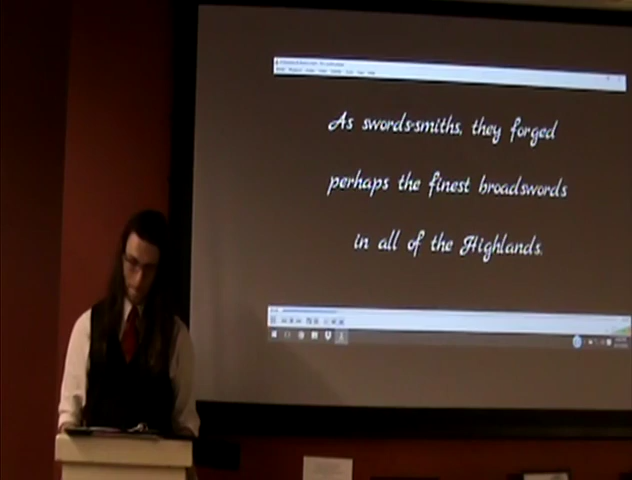 As swords-smiths, they forged
perhaps the finest broadswords
in all of the Highlands.